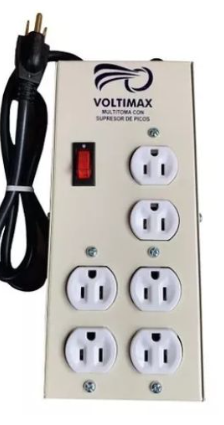 VOLTIMAX
MULTITOMA CON
SUPRESOR DE PICOS